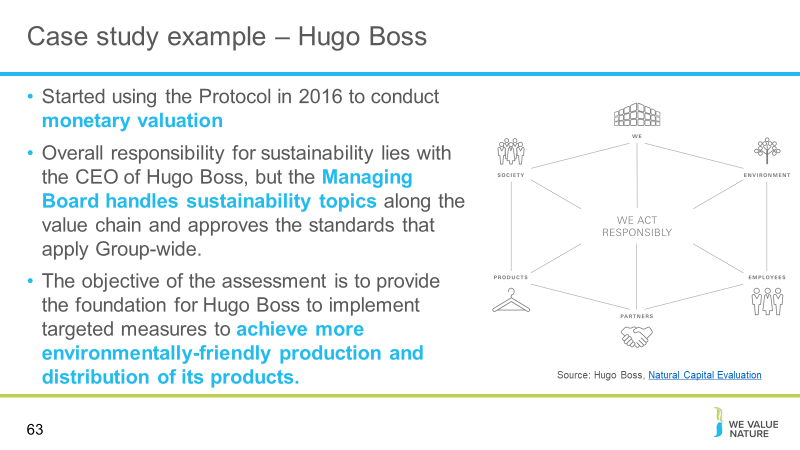 Case study example – Hugo Boss
• Started using the Protocol in 2016 to conduct
monetary valuation
• Overall responsibility for sustainability lies with
the CEO of Hugo Boss, but the Managing
Board handles sustainability topics along the
value chain and approves the standards that
apply Group-wide.
• The objective of the assessment is to provide
the foundation for Hugo Boss to implement
targeted measures to achieve more
environmentally-friendly production and
distribution of its products.
WE
SOCIETY
ENVIRONMENT
WE ACT
RESPONSIBLY
PRODUCTS
EMPLOYEES
PARTNERS
Source: Hugo Boss, Natural Capital Evaluation
63
WE VALUE
NATURE